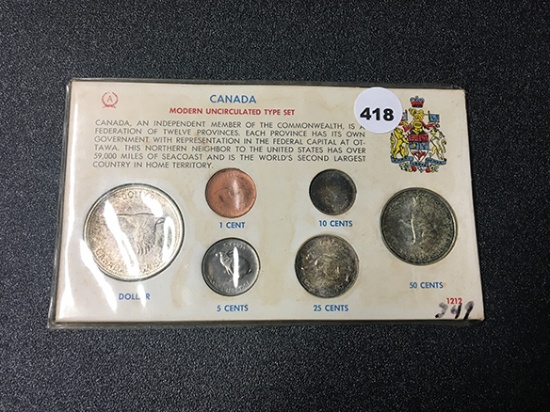 A
CANADA
MODERN UNCIRCULATED TYPE SET
418
CANADA, AN INDEPENDENT MEMBER OF THE COMMONWEALTH, IS A
FEDERATION OF TWELVE PROVINCES. EACH PROVINCE HAS ITS OWN
GOVERNMENT, WITH REPRESENTATION IN THE FEDERAL CAPITAL AT OT-
TAWA. THIS NORTHERN NEIGHBOR TO THE UNITED STATES HAS OVER
59,000 MILES OF SEACOAST AND IS THE WORLD'S SECOND LARGEST
COUNTRY IN HOME TERRITORY.
1 CENT
10 CENTS
DOLLAR
5 CENTS
25 CENTS
50 CENTS
1212
349